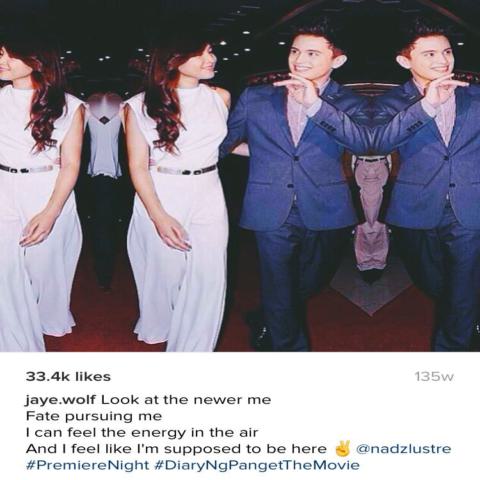 33.4k likes
135w
jaye.wolf Look at the newer me
Fate pursuing me
I can feel the energy in the air
And I feel like I'm supposed to be here ✌ @nadzlustre
#PremiereNight #DiaryNgPangetTheMovie